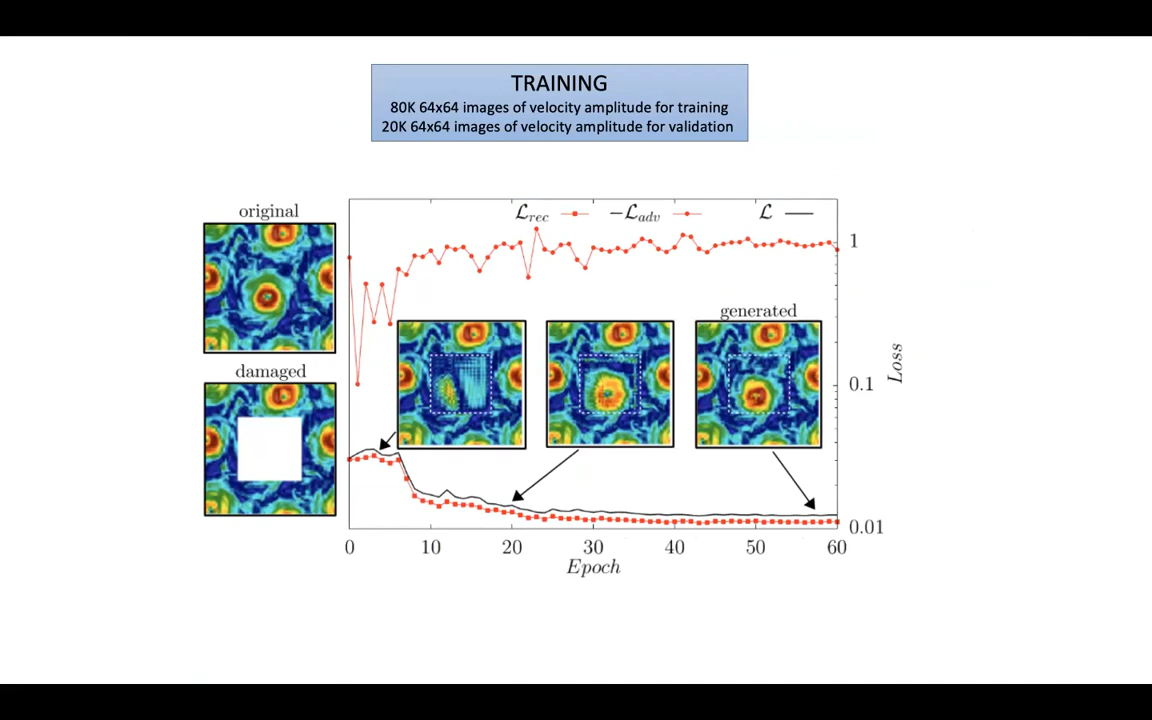 TRAINING
80K 64x64 images of velocity amplitude for training
20K 64x64 images of velocity amplitude for validation
original
damaged
ℒrec −ℒadv ℒ
generated
1
0.1
0.01
Loss
0 10 20 30 40 50 60
Epoch